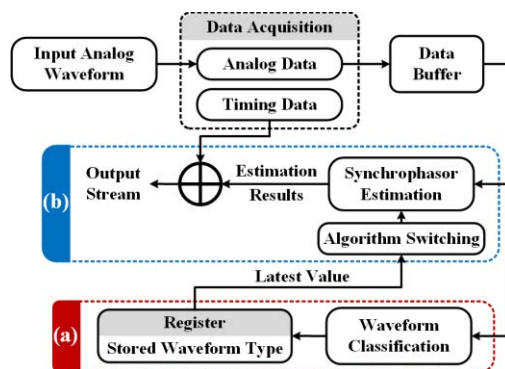 Data Acquisition
Input Analog
Waveform
Analog Data
Data
Buffer
Timing Data
(b)
Output
Stream
Estimation
Results
Synchrophasor
Estimation
Algorithm Switching
Latest Value
(a)
Register
Stored Waveform Type
Waveform
Classification